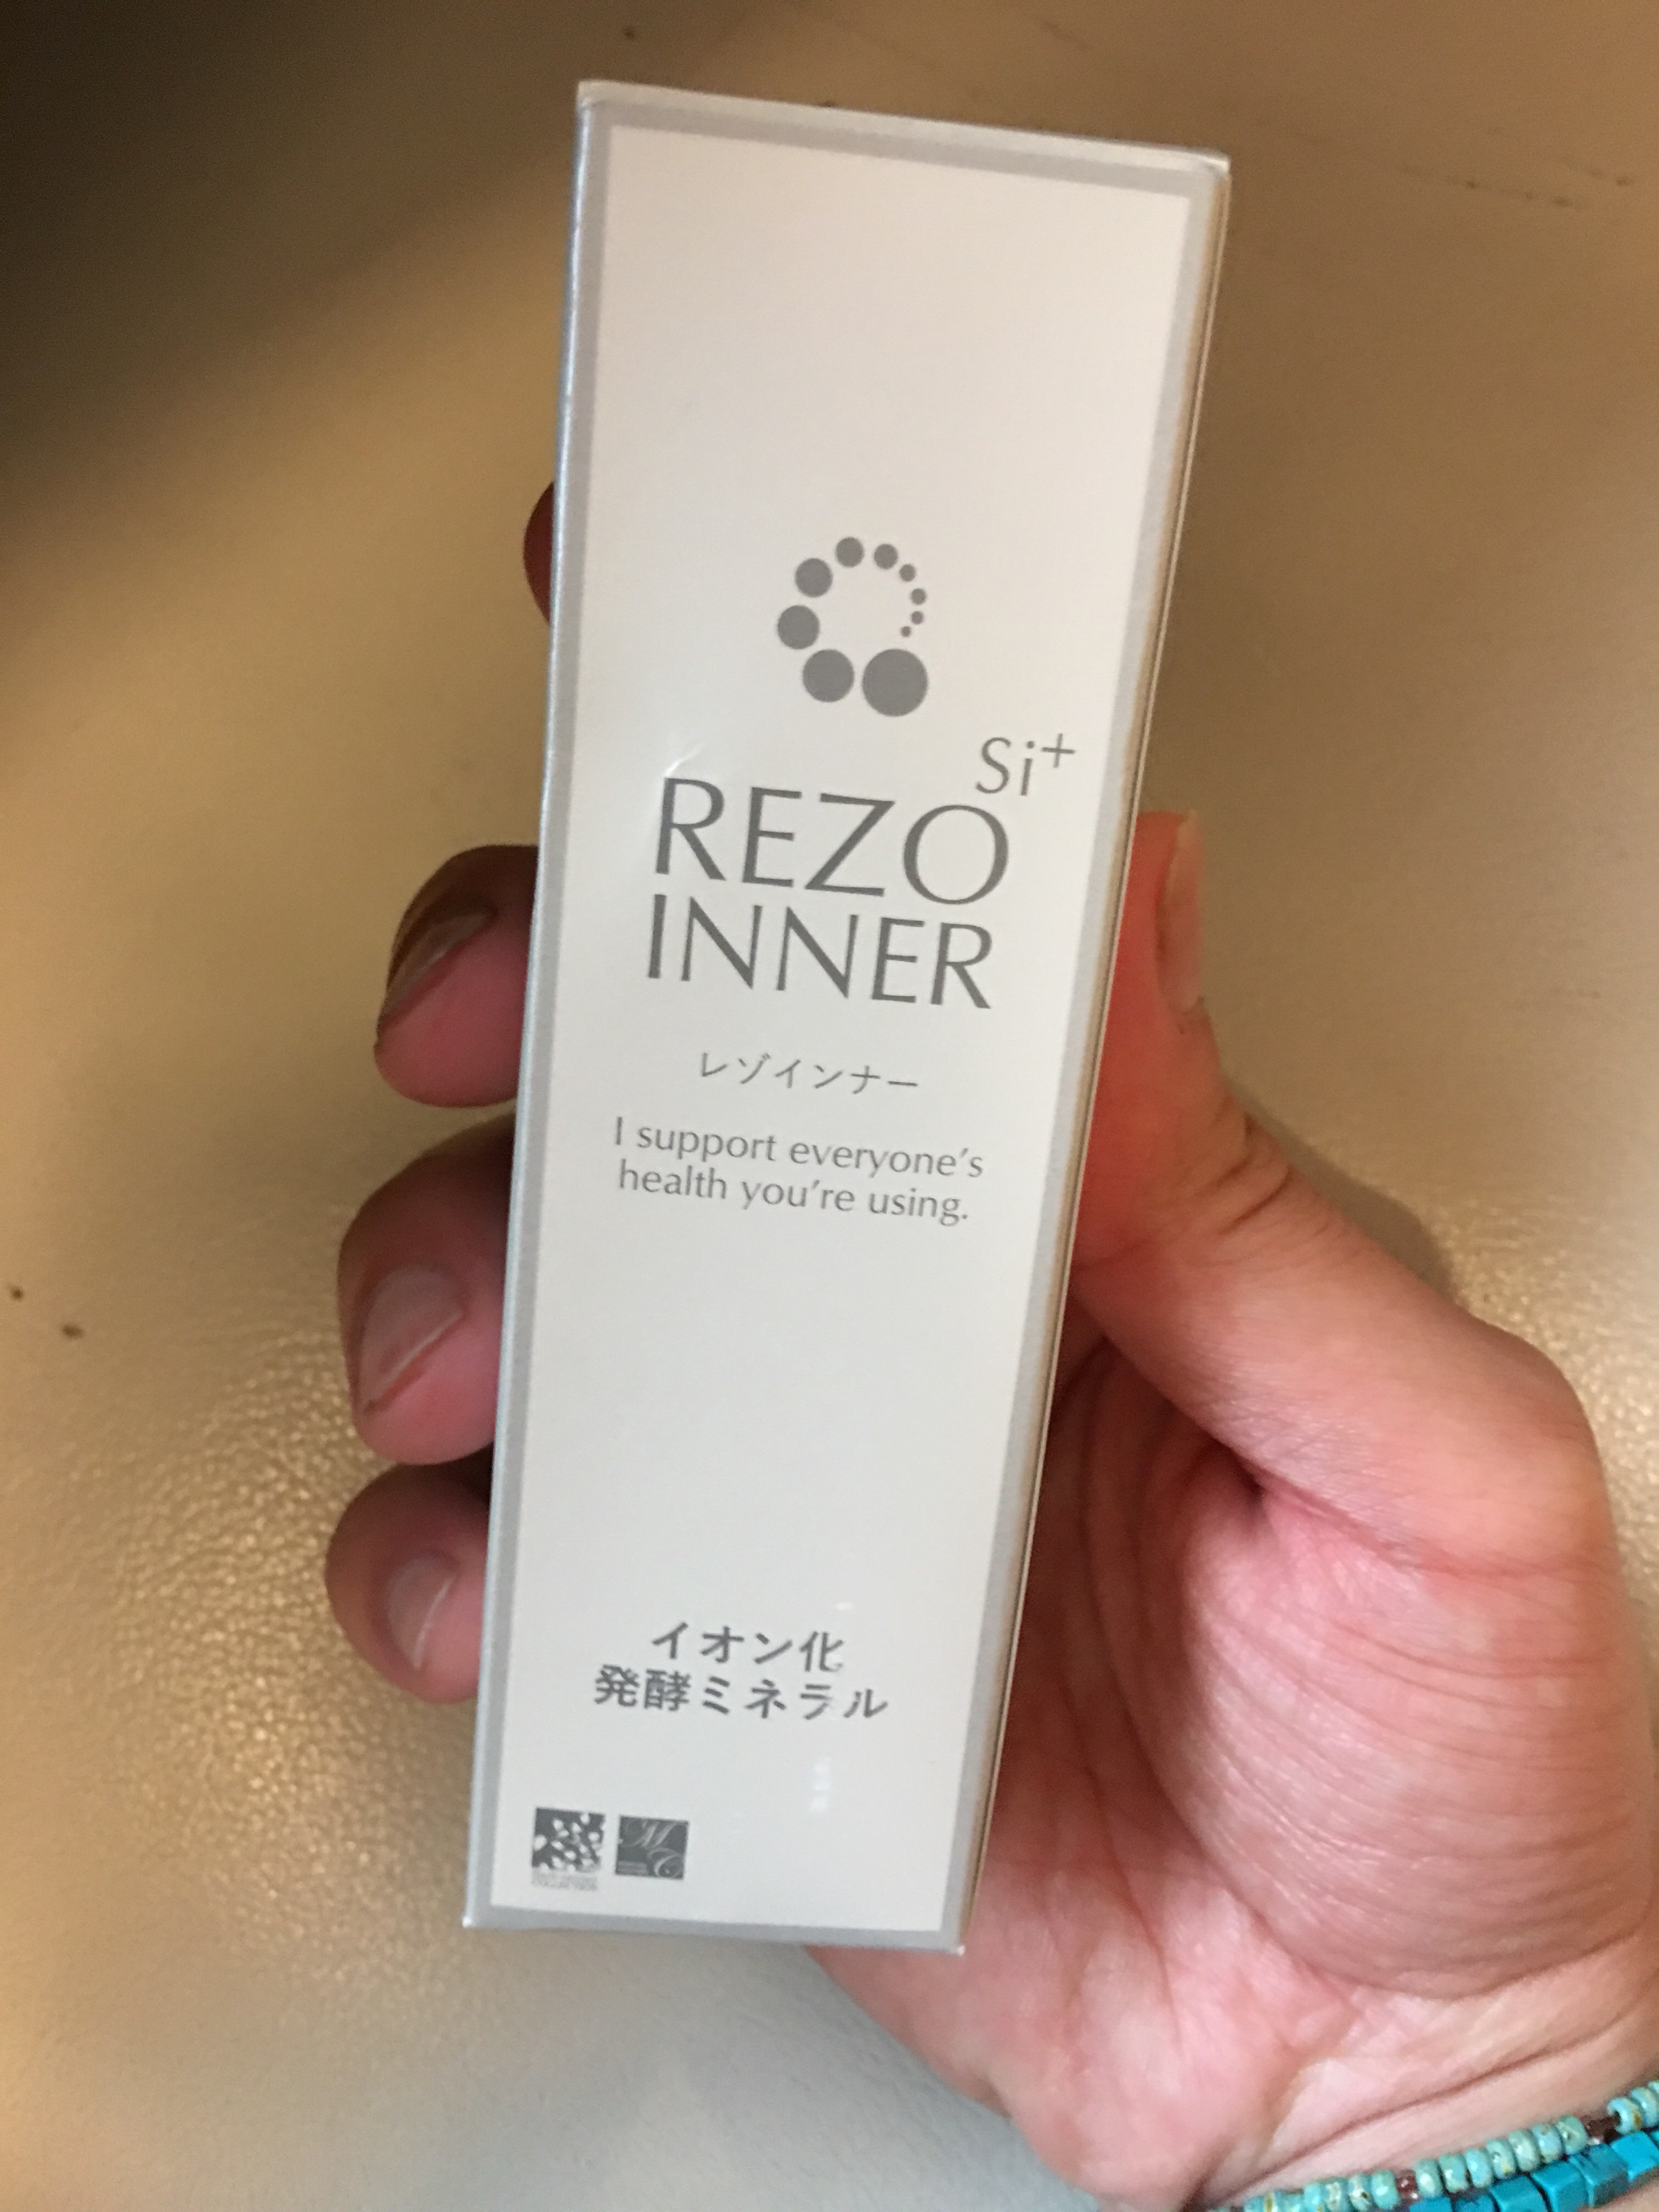 Si+
REZO
INNER
レゾインナー
I support everyone's
health you're using.
イオン化
発酵ミネラル